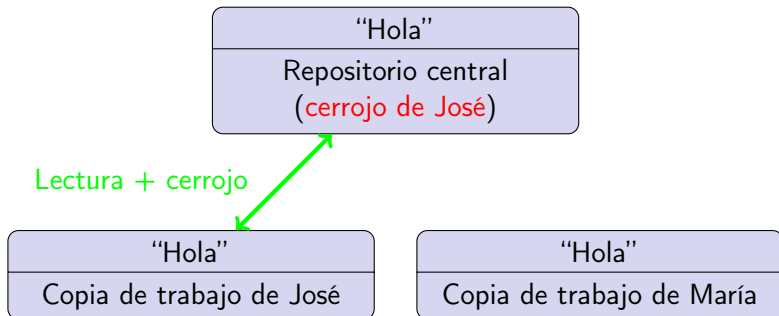 “Hola”
Repositorio central
(cerrojo de José)
Lectura + cerrojo
“Hola”
Copia de trabajo de José
“Hola”
Copia de trabajo de María